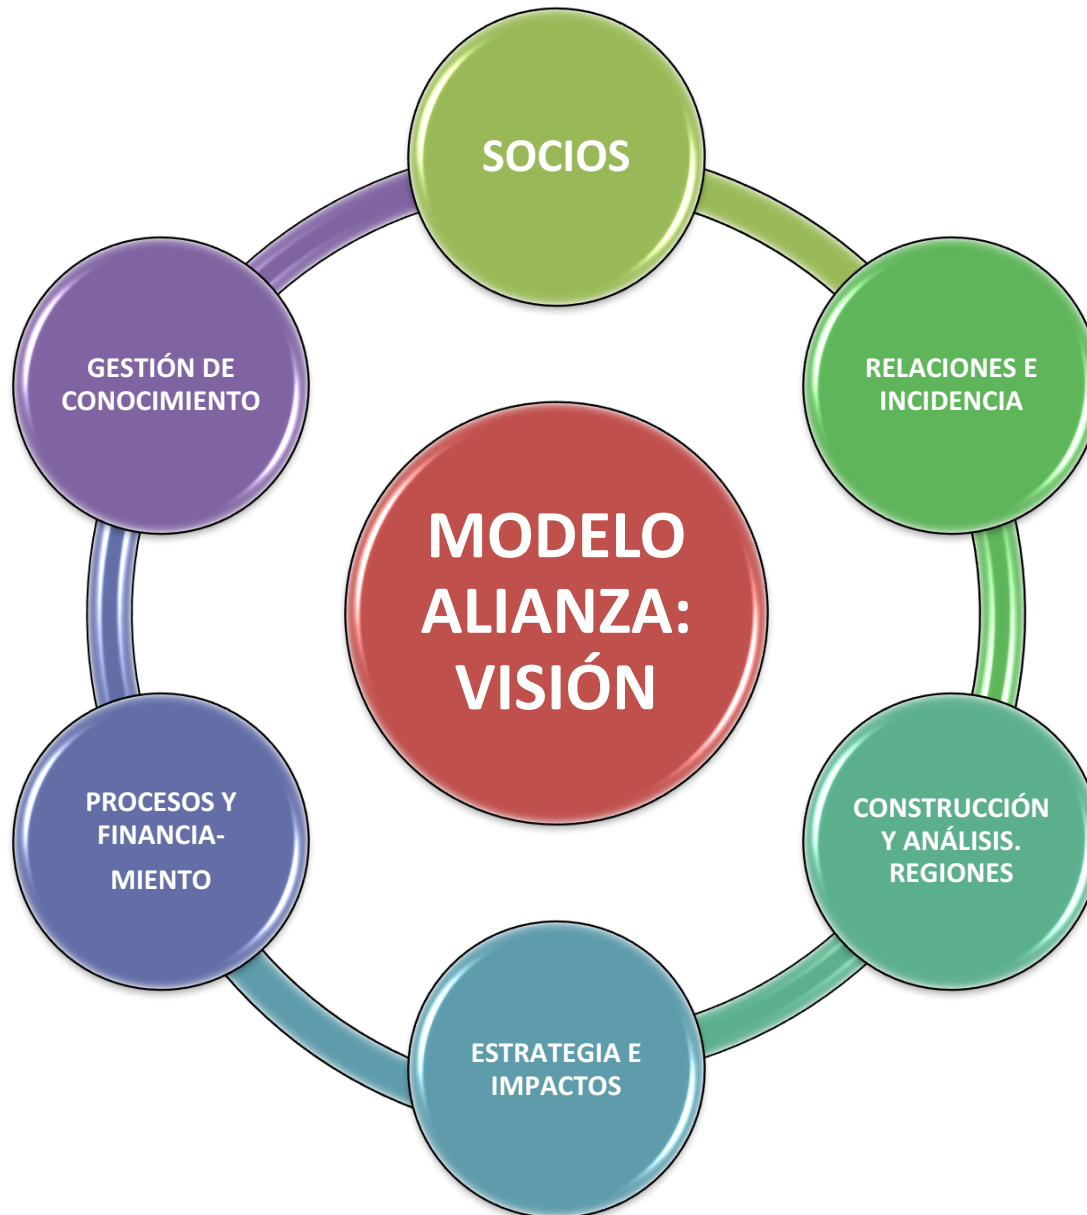 SOCIOS
RELACIONES E
INCIDENCIA
CONSTRUCCIÓN
Y ANÁLISIS.
REGIONES
ESTRATEGIA E
IMPACTOS
PROCESOS Y
FINANCIA-
MIENTO
GESTIÓN DE
CONOCIMIENTO
MODELO
ALIANZA:
VISIÓN